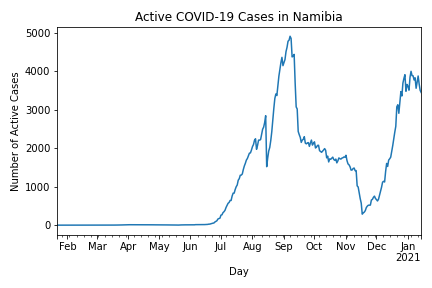 Active COVID-19 Cases in Namibia
Number of Active Cases
5000
4000
3000
2000
1000
0
Feb Mar Apr May Jun Jul Aug Sep Oct Nov Dec Jan
2021
Day